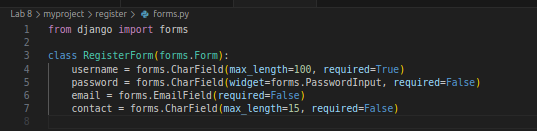 Lab 8 > myproject > register > forms.py
1 from django import forms
2
3 class RegisterForm(forms.Form):
4 username = forms.CharField(max_length=100, required=True)
5 password = forms.CharField(widget=forms.PasswordInput, required=False)
6 email = forms.EmailField(required=False)
7 contact = forms.CharField(max_length=15, required=False)
8